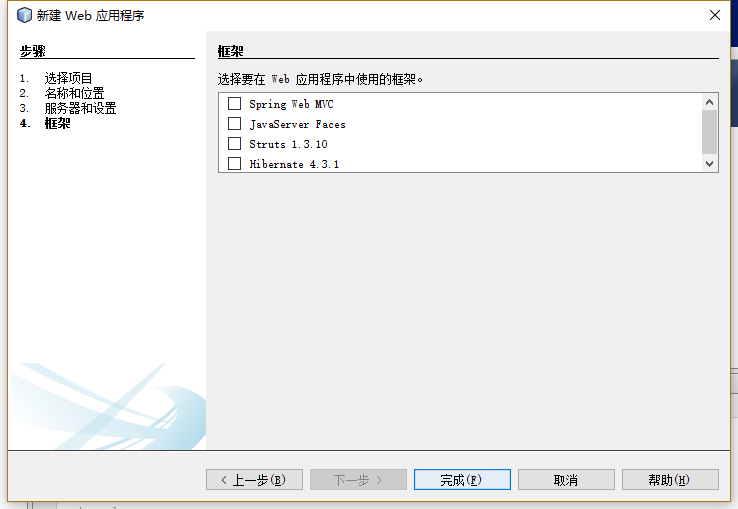 新建 Web 应用程序
步骤
1. 选择项目
2. 名称和位置
3. 服务器和设置
4. 框架
框架
选择要在 Web 应用程序中使用的框架。
Spring Web MVC
JavaServer Faces
Struts 1.3.10
Hibernate 4.3.1
< 上一步(B)
下一步 >
完成(F)
取消
帮助(H)